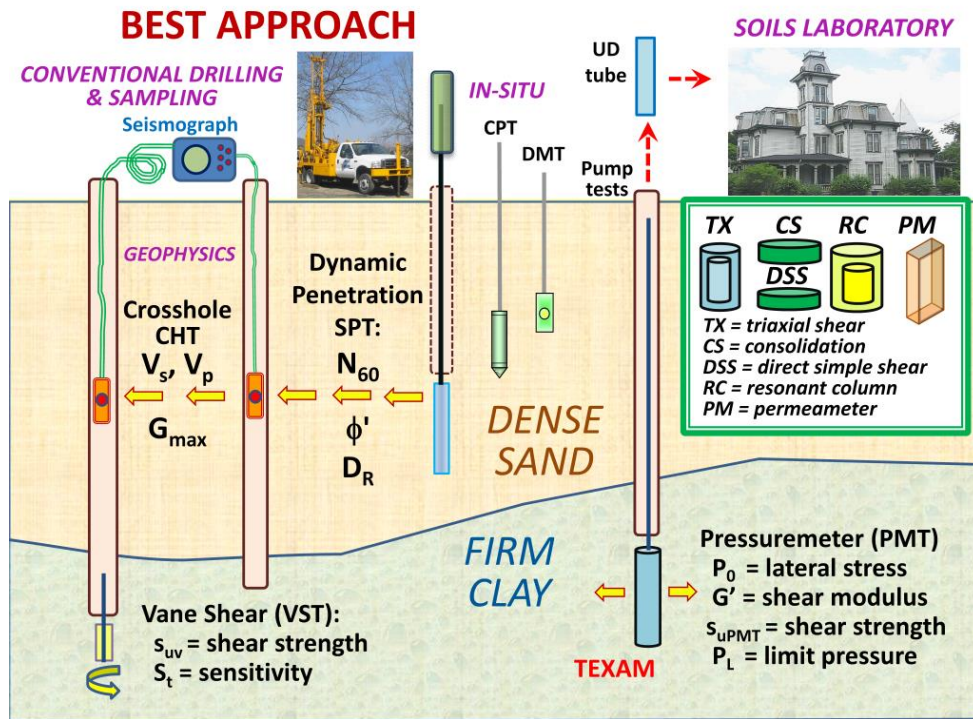 BEST APPROACH
CONVENTIONAL DRILLING
& SAMPLING
Seismograph
IN-SITU
CPT
DMT
UD
tube
Pump
tests
SOILS LABORATORY
GEOPHYSICS
Crosshole
CHT
Vs, Vp
Gmax
Dynamic
Penetration
SPT:
N60
ϕ'
DR
DENSE
SAND
TX CS RC PM
DSS
TX = triaxial shear
CS = consolidation
DSS = direct simple shear
RC = resonant column
PM = permeameter
FIRM
CLAY
Vane Shear (VST):
suv = shear strength
St = sensitivity
TEXAM
Pressuremeter (PMT)
P0 = lateral stress
G’ = shear modulus
suPMT = shear strength
PL = limit pressure